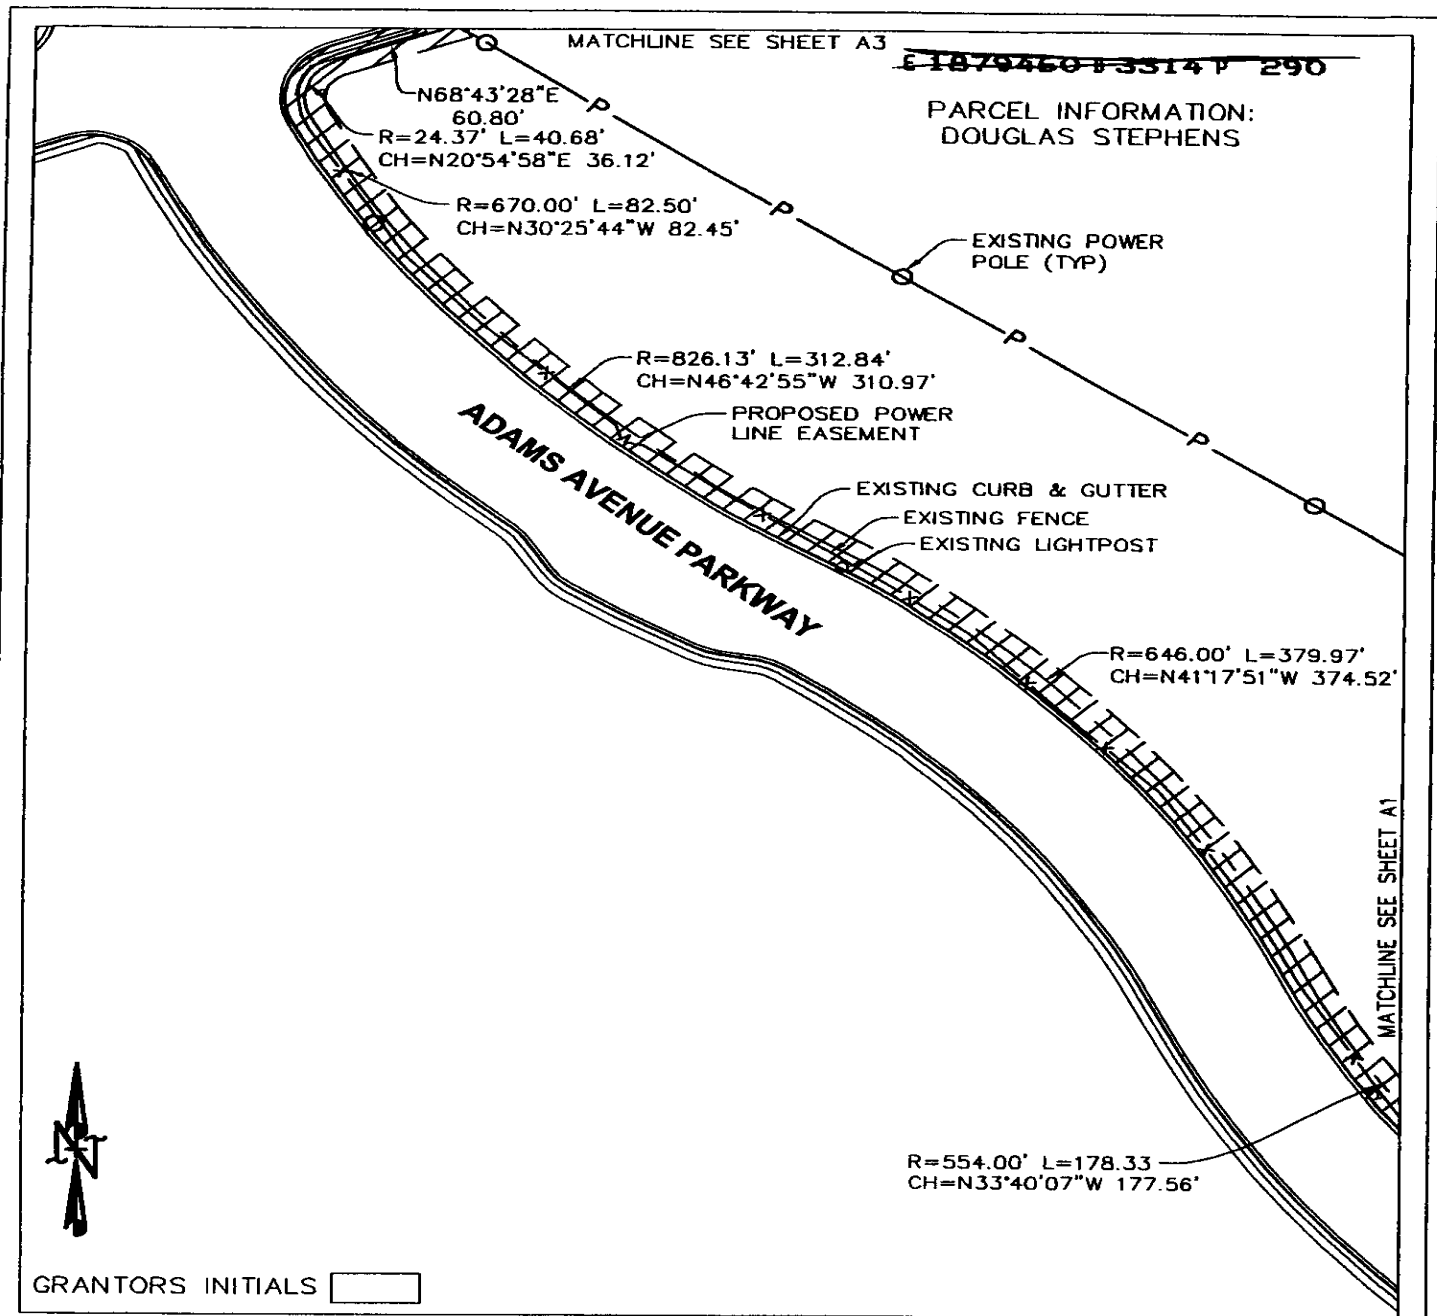 MATCHLINE SEE SHEET A3
E 1879460 B 3314 P 290
PARCEL INFORMATION:
DOUGLAS STEPHENS
N68°43'28"E
60.80'
R=24.37' L=40.68'
CH=N20°54'58"E 36.12'
R=670.00' L=82.50'
CH=N30°25'44"W 82.45'
P
P
EXISTING POWER
POLE (TYP)
P
R=826.13' L=312.84'
CH=N46°42'55"W 310.97'
PROPOSED POWER
LINE EASEMENT
P
ADAMS AVENUE PARKWAY
EXISTING CURB & GUTTER
EXISTING FENCE
EXISTING LIGHTPOST
R=646.00' L=379.97'
CH=N41°17'51"W 374.52'
MATCHLINE SEE SHEET A1
N
R=554.00' L=178.33
CH=N33°40'07"W 177.56'
GRANTORS INITIALS